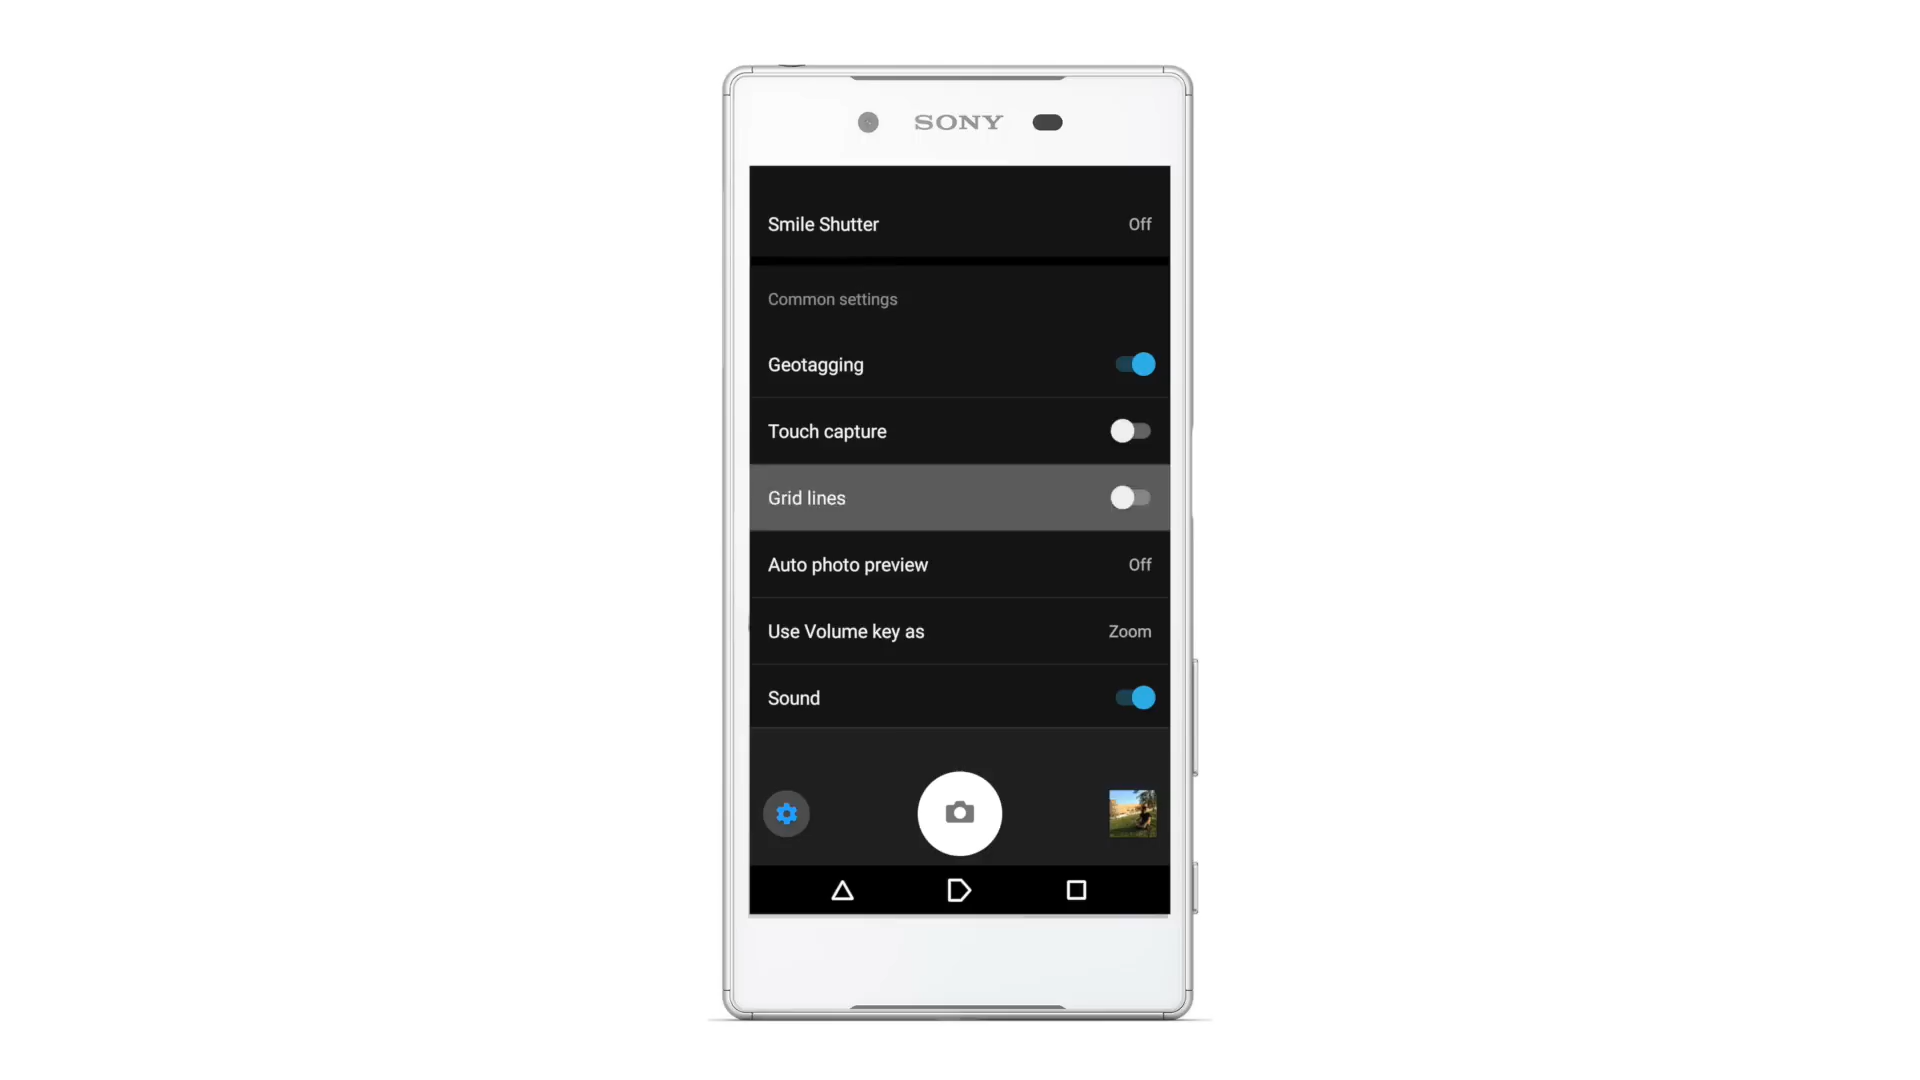 SONY
Smile Shutter Off
Common settings
Geotagging
Touch capture
Grid lines
Auto photo preview Off
Use Volume key as Zoom
Sound